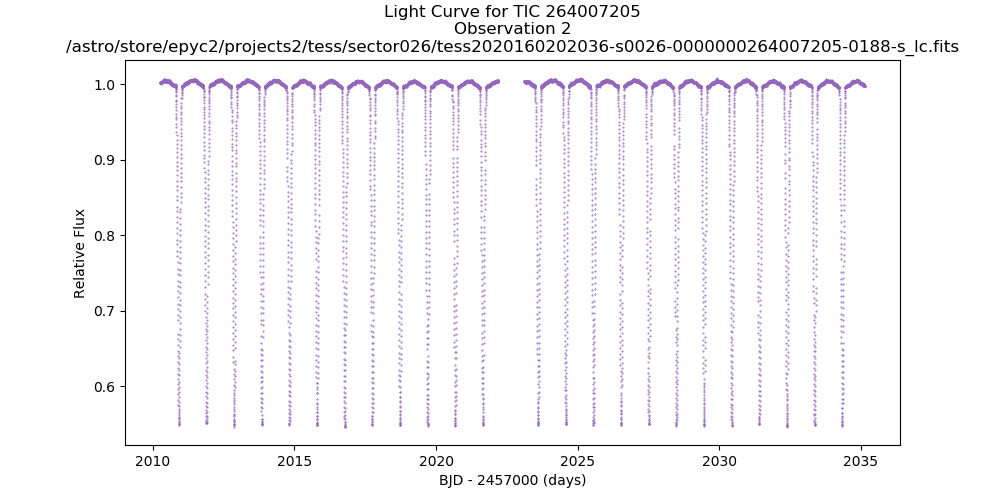 Light Curve for TIC 264007205
Observation 2
/astro/store/epyc2/projects2/tess/sector026/tess2020160202036-s0026-0000000264007205-0188-s_lc.fits
Relative Flux
1.0
0.9
0.8
0.7
0.6
2010
2015
2020
2025
2030
2035
BJD - 2457000 (days)